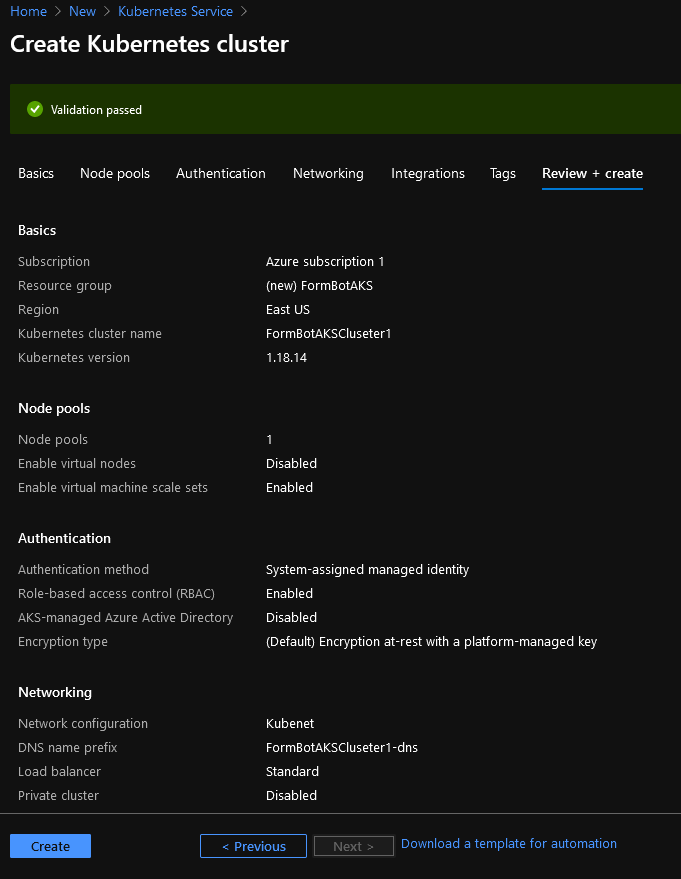 Home > New > Kubernetes Service >
Create Kubernetes cluster
Validation passed
Basics Node pools Authentication Networking Integrations Tags Review + create
Basics
Subscription Azure subscription 1
Resource group (new) FormBotAKS
Region East US
Kubernetes cluster name FormBotAKSCluseter1
Kubernetes version 1.18.14
Node pools
Node pools 1
Enable virtual nodes Disabled
Enable virtual machine scale sets Enabled
Authentication
Authentication method System-assigned managed identity
Role-based access control (RBAC) Enabled
AKS-managed Azure Active Directory Disabled
Encryption type (Default) Encryption at-rest with a platform-managed key
Networking
Network configuration Kubenet
DNS name prefix FormBotAKSCluseter1-dns
Load balancer Standard
Private cluster Disabled
Create < Previous Next > Download a template for automation